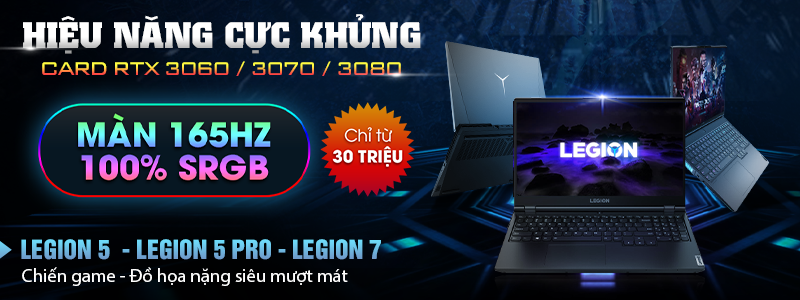 HIỆU NĂNG CỰC KHỦNG
CARD RTX 3060 / 3070 / 3080
MÀN 165HZ
100% SRGB
Chỉ từ
30 TRIỆU
LEGION
LEGION
LEGION 5 - LEGION 5 PRO - LEGION 7
Chiến game - Đồ họa nặng siêu mượt mát